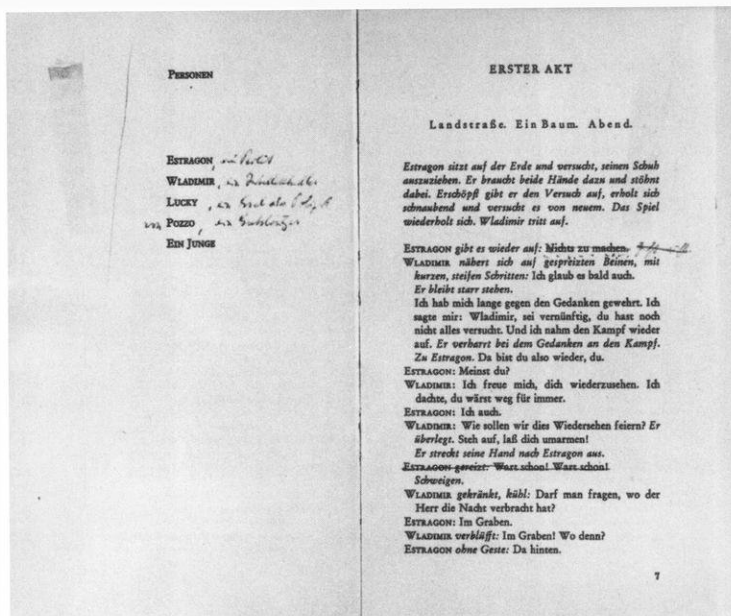 PERSONEN
ESTRAGON, ein Prolet
WLADIMIR, ein Intellektueller
LUCKY, ein
von POZZO, ein Gutsbesitzer
EIN JUNGE
ERSTER AKT
Landstraße. Ein Baum. Abend.
Estragon sitzt auf der Erde und versucht, seinen Schuh
auszuziehen. Er braucht beide Hände dazu und stöhnt
dabei. Erschöpft gibt er den Versuch auf, erholt sich
schnaubend und versucht es von neuem. Das Spiel
wiederholt sich. Wladimir tritt auf.
ESTRAGON gibt es wieder auf: Nichts zu machen.
WLADIMIR nähert sich auf gespreizten Beinen, mit
kurzen, steifen Schritten: Ich glaub es bald auch.
Er bleibt starr stehen.
Ich hab mich lange gegen den Gedanken gewehrt. Ich
sagte mir: Wladimir, sei vernünftig, du hast noch
nicht alles versucht. Und ich nahm den Kampf wieder
auf. Er verharrt bei dem Gedanken an den Kampf.
Zu Estragon. Da bist du also wieder, du.
ESTRAGON: Meinst du?
WLADIMIR: Ich freue mich, dich wiederzusehen. Ich
dachte, du wärst weg für immer.
ESTRAGON: Ich auch.
WLADIMIR: Wie sollen wir dies Wiedersehen feiern? Er
überlegt. Steh auf, laß dich umarmen!
Er streckt seine Hand nach Estragon aus.
ESTRAGON gereizt: Wart schon! Wart schon!
Schweigen.
WLADIMIR gekränkt, kühl: Darf man fragen, wo der
Herr die Nacht verbracht hat?
ESTRAGON: Im Graben.
WLADIMIR verblüfft: Im Graben! Wo denn?
ESTRAGON ohne Geste: Da hinten.
7